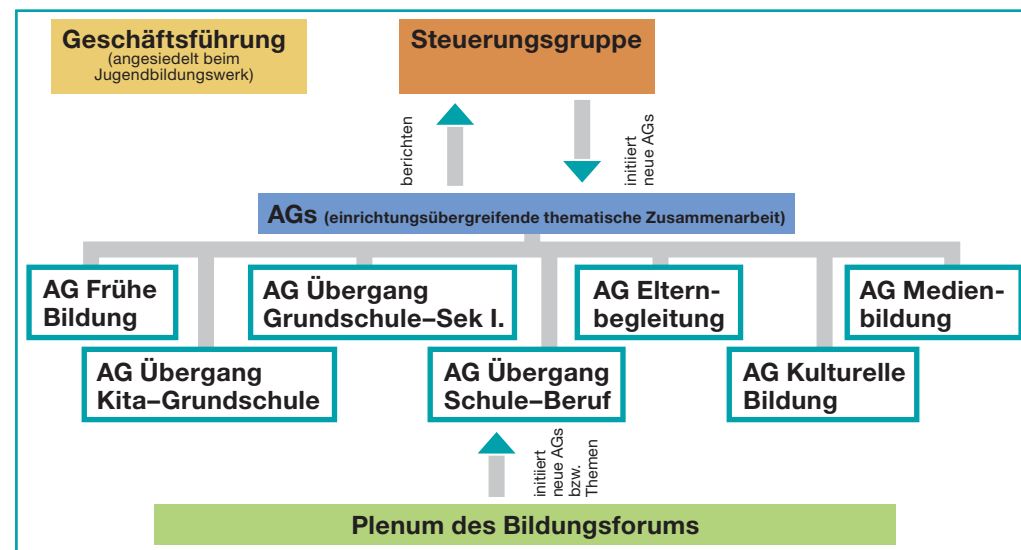 Geschäftsführung
(angesiedelt beim
Jugendbildungswerk)
Steuerungsgruppe
berichten
initiiert
neue AGs
AGs (einrichtungsübergreifende thematische Zusammenarbeit)
AG Frühe
Bildung
AG Übergang
Grundschule–Sek I.
AG Eltern-
begleitung
AG Medien-
bildung
AG Übergang
Kita–Grundschule
AG Übergang
Schule–Beruf
AG Kulturelle
Bildung
initiiert
neue AGs
bzw.
Themen
Plenum des Bildungsforums